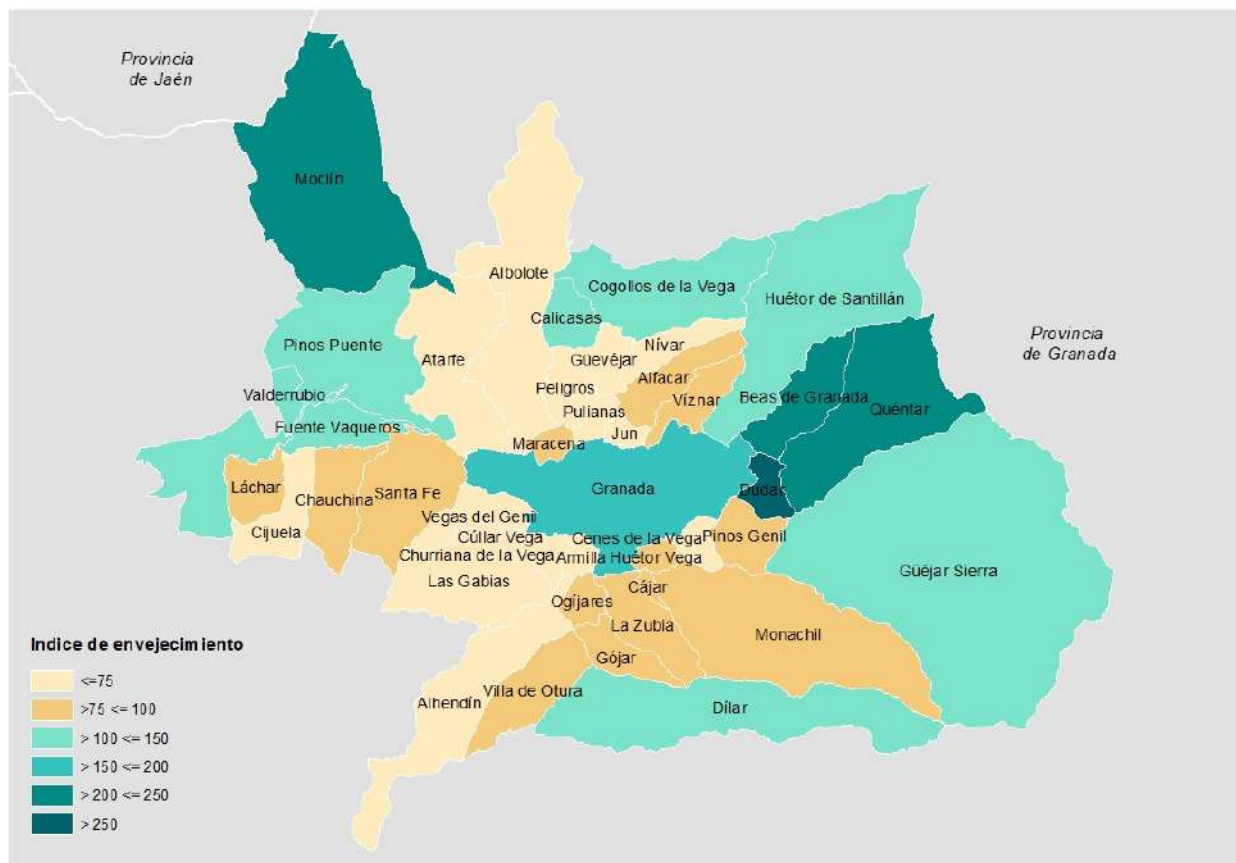 Provincia
de Jaén
Moclín
Albolote
Cogollos de la Vega
Huétor de Santillán
Calicasas
Provincia
de Granada
Pinos Puente
Atarfe
Güevéjar
Nívar
Alfacar
Peligros
Víznar
Beas de Granada
Quéntar
Valderrubio
Pulianas
Fuente Vaqueros
Jun
Maracena
Láchar
Chauchina
Santa Fe
Granada
Dúdar
Vegas del Genil
Cijuela
Cúllar Vega
Cenes de la Vega
Pinos Genil
Churriana de la Vega
Armilla
Huétor Vega
Las Gabias
Güéjar Sierra
Cájar
Ogíjares
La Zubia
Monachil
Gójar
Alhendín
Villa de Otura
Dílar
Indice de envejecimiento
<=75
>75 <= 100
> 100 <= 150
> 150 <= 200
> 200 <= 250
> 250